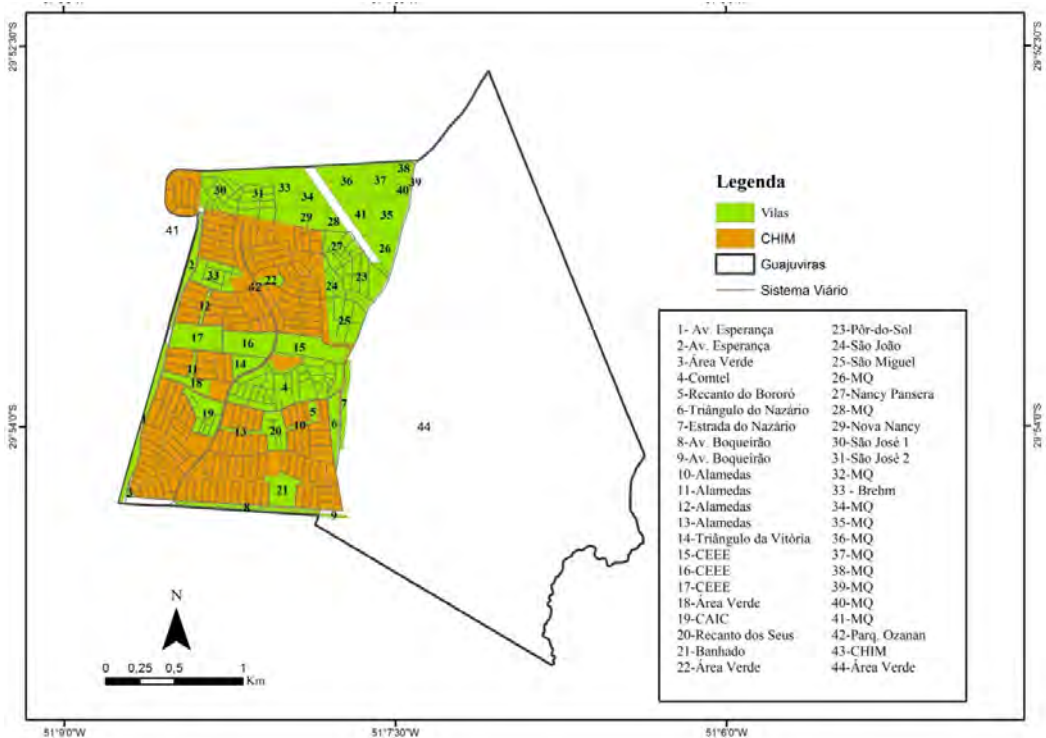 29°52'30"S
29°52'30"S
38
36
37
39
30
31
33
40
34
41
35
29
28
41
27
26
2
33
22
23
24
12
25
17
16
15
11
14
18
4
7
19
5
6
13
20
10
44
21
3
8
9
29°54'0"S
29°54'0"S
Legenda
Vilas
CHIM
Guajuviras
Sistema Viário
1- Av. Esperança
2-Av. Esperança
3-Área Verde
4-Comtel
5-Recanto do Bororó
6-Triângulo do Nazário
7-Estrada do Nazário
8-Av. Boqueirão
9-Av. Boqueirão
10-Alamedas
11-Alamedas
12-Alamedas
13-Alamedas
14-Triângulo da Vitória
15-CEEE
16-CEEE
17-CEEE
18-Área Verde
19-CAIC
20-Recanto dos Seus
21-Banhado
22-Área Verde
23-Pôr-do-Sol
24-São João
25-São Miguel
26-MQ
27-Nancy Pansera
28-MQ
29-Nova Nancy
30-São José 1
31-São José 2
32-MQ
33 - Brehm
34-MQ
35-MQ
36-MQ
37-MQ
38-MQ
39-MQ
40-MQ
41-MQ
42-Parq. Ozanan
43-CHIM
44-Área Verde
N
0 0,25 0,5 1
Km
51°9'0"W
51°7'30"W
51°6'0"W